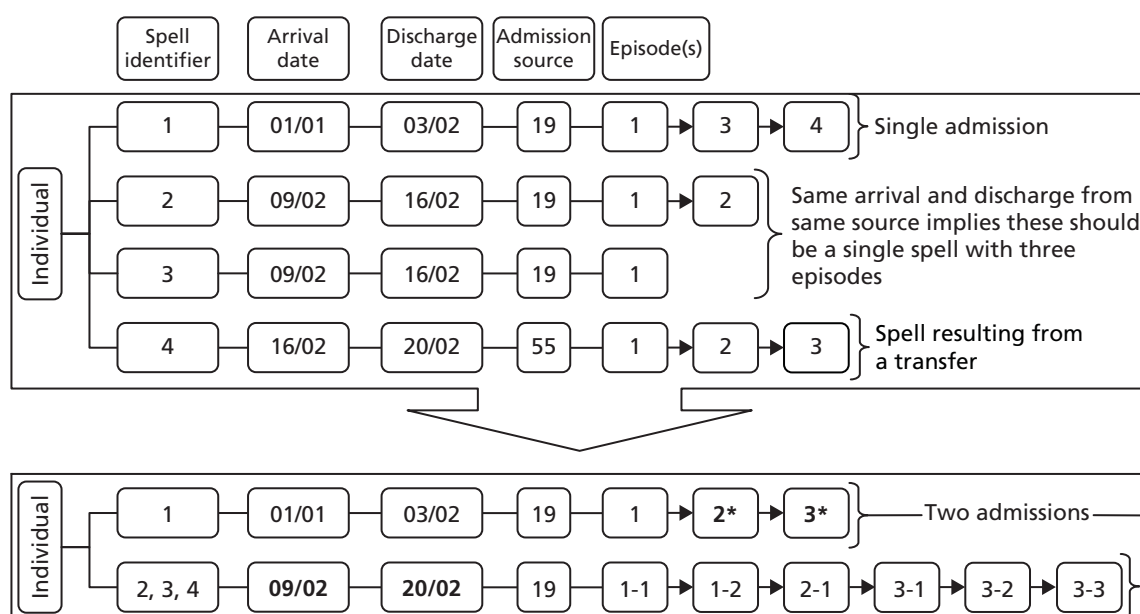 Spell identifier
Arrival date
Discharge date
Admission source
Episode(s)
Individual
1 01/01 03/02 19 1 3 4 Single admission
2 09/02 16/02 19 1 2
3 09/02 16/02 19 1
Same arrival and discharge from
same source implies these should
be a single spell with three
episodes
4 16/02 20/02 55 1 2 3 Spell resulting from
a transfer
Individual
1 01/01 03/02 19 1 2* 3* Two admissions
2, 3, 4 09/02 20/02 19 1-1 1-2 2-1 3-1 3-2 3-3